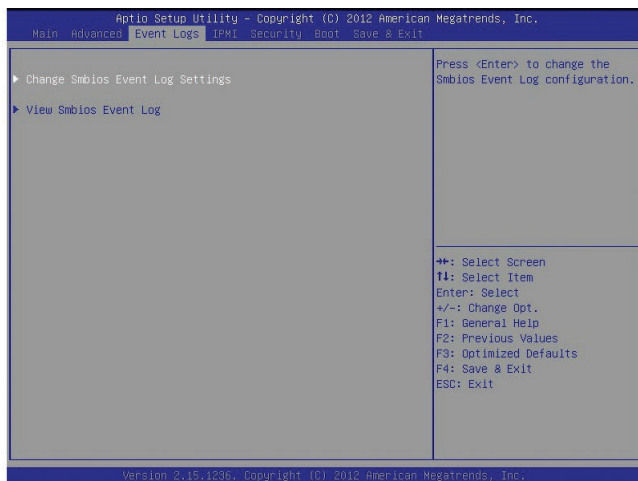 Aptio Setup Utility - Copyright (C) 2012 American Megatrends, Inc.
Main Advanced Event Logs IPMI Security Boot Save & Exit
▶ Change Smbios Event Log Settings
▶ View Smbios Event Log
Press <Enter> to change the
Smbios Event Log configuration.
→←: Select Screen
↑↓: Select Item
Enter: Select
+/-: Change Opt.
F1: General Help
F2: Previous Values
F3: Optimized Defaults
F4: Save & Exit
ESC: Exit
Version 2.15.1236. Copyright (C) 2012 American Megatrends, Inc.